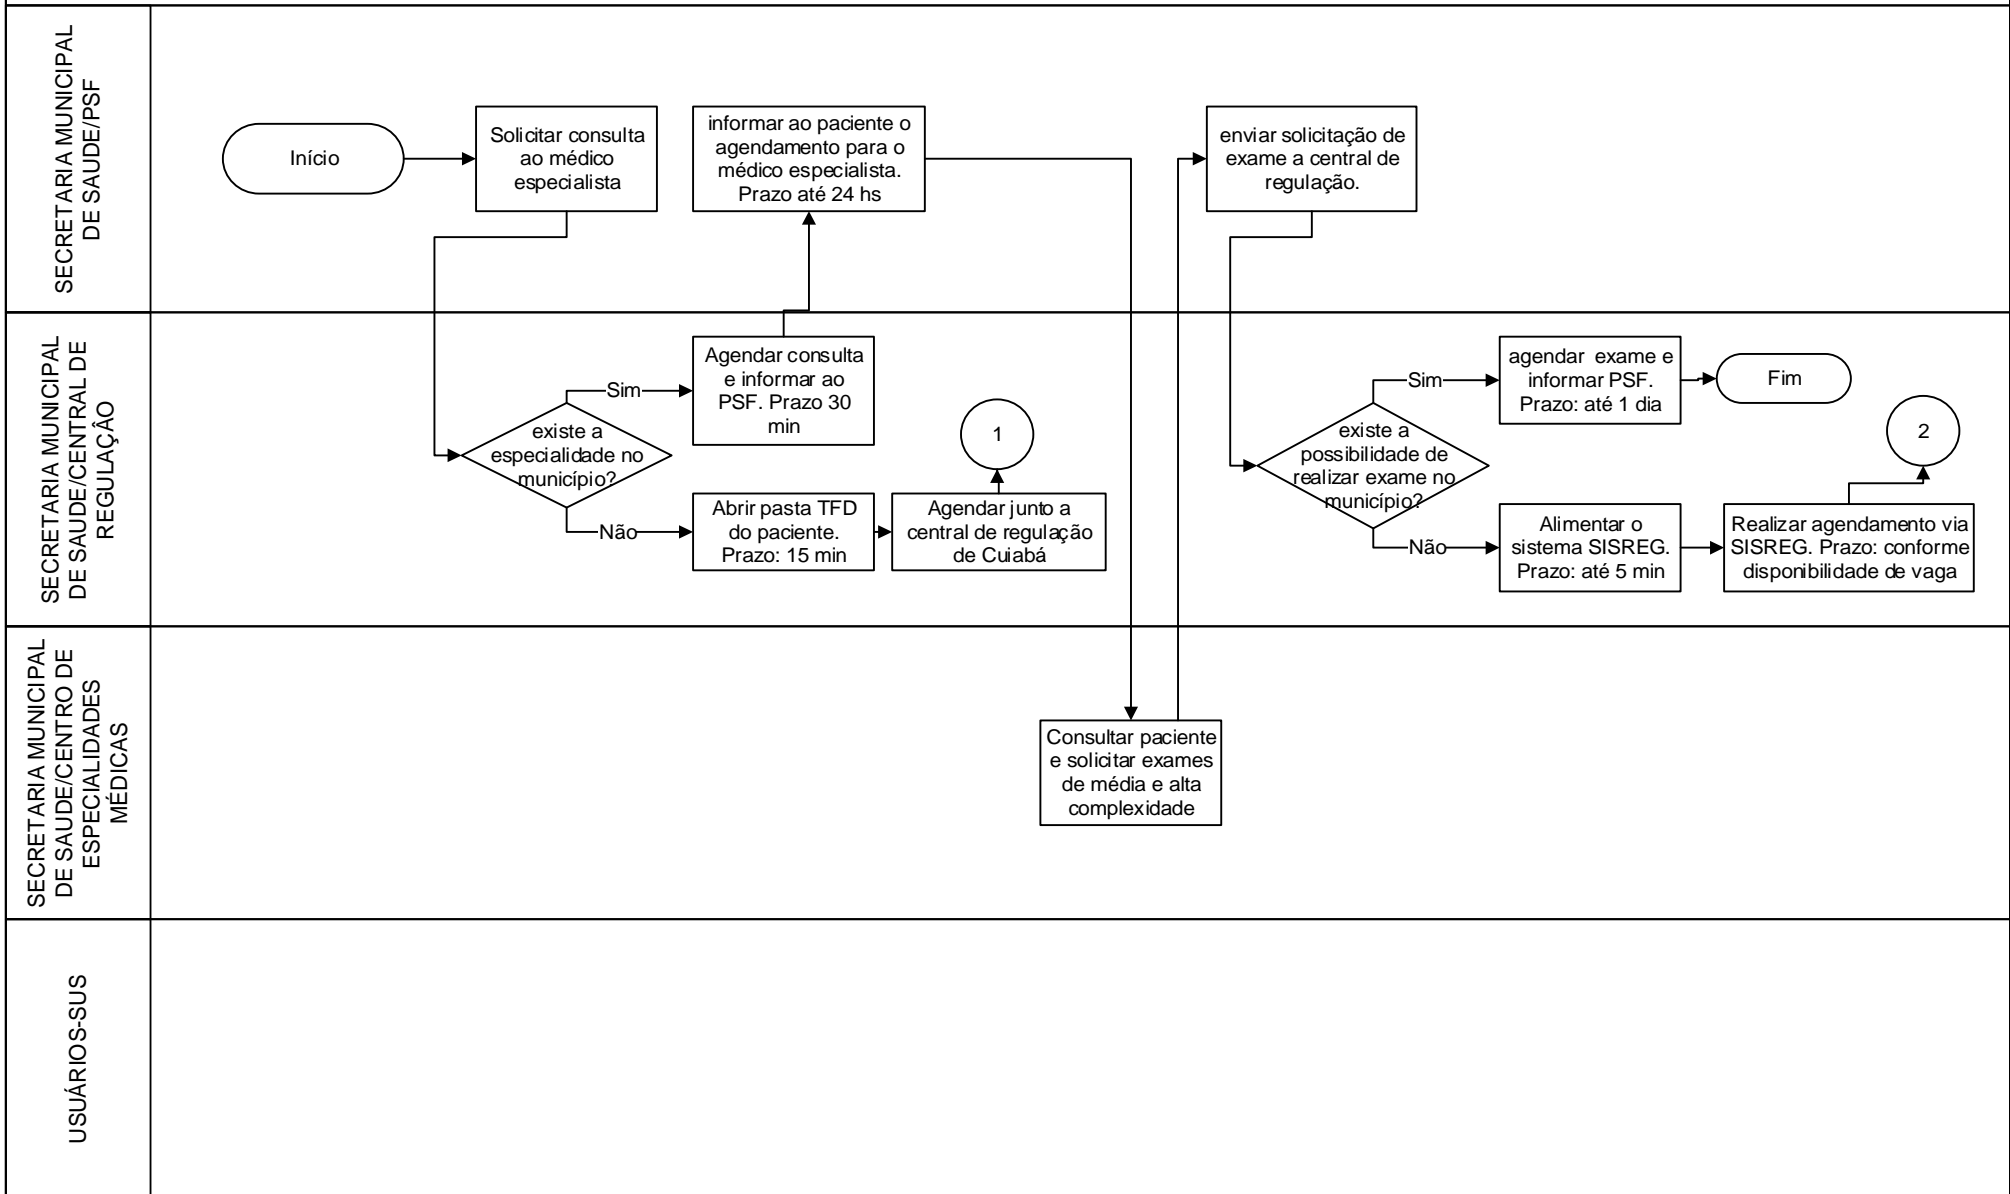 SECRETARIA MUNICIPAL
DE SAUDE/PSF
Início
Solicitar consulta
ao médico
especialista
informar ao paciente o
agendamento para o
médico especialista.
Prazo até 24 hs
enviar solicitação de
exame a central de
regulação.
SECRETARIA MUNICIPAL
DE SAUDE/CENTRAL DE
REGULAÇÂO
existe a
especialidade no
município?
Sim
Agendar consulta
e informar ao
PSF. Prazo 30
min
Não
Abrir pasta TFD
do paciente.
Prazo: 15 min
Agendar junto a
central de regulação
de Cuiabá
1
existe a
possibilidade de
realizar exame no
município?
Sim
agendar exame e
informar PSF.
Prazo: até 1 dia
Fim
Não
Alimentar o
sistema SISREG.
Prazo: até 5 min
Realizar agendamento via
SISREG. Prazo: conforme
disponibilidade de vaga
2
SECRETARIA MUNICIPAL
DE SAUDE/CENTRO DE
ESPECIALIDADES
MÉDICAS
Consultar paciente
e solicitar exames
de média e alta
complexidade
USUÁRIOS-SUS